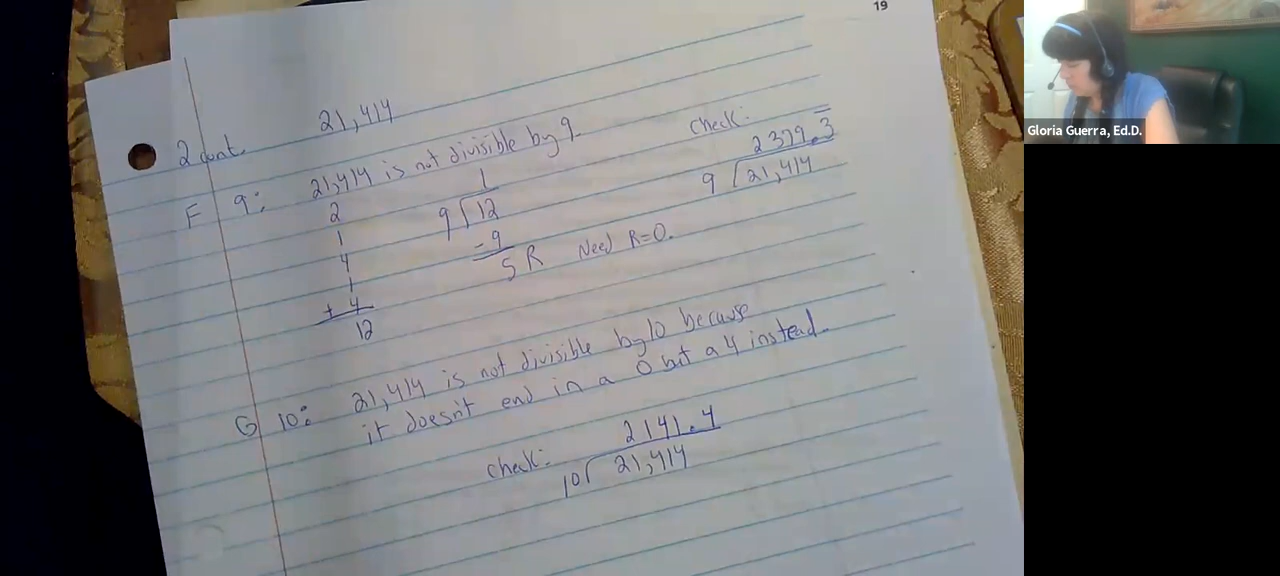 19
21,414
2 cont.
F 9: 21,414 is not divisible by 9.
2
1
4
1
+ 4
12
1
9 12
- 9
5 R Need R=0.
check:
2379.3
9 21,414
G 10: 21,414 is not divisible by 10 because
it doesn't end in a 0 but a 4 instead.
check:
2141.4
10 21,414
Gloria Guerra, Ed.D.